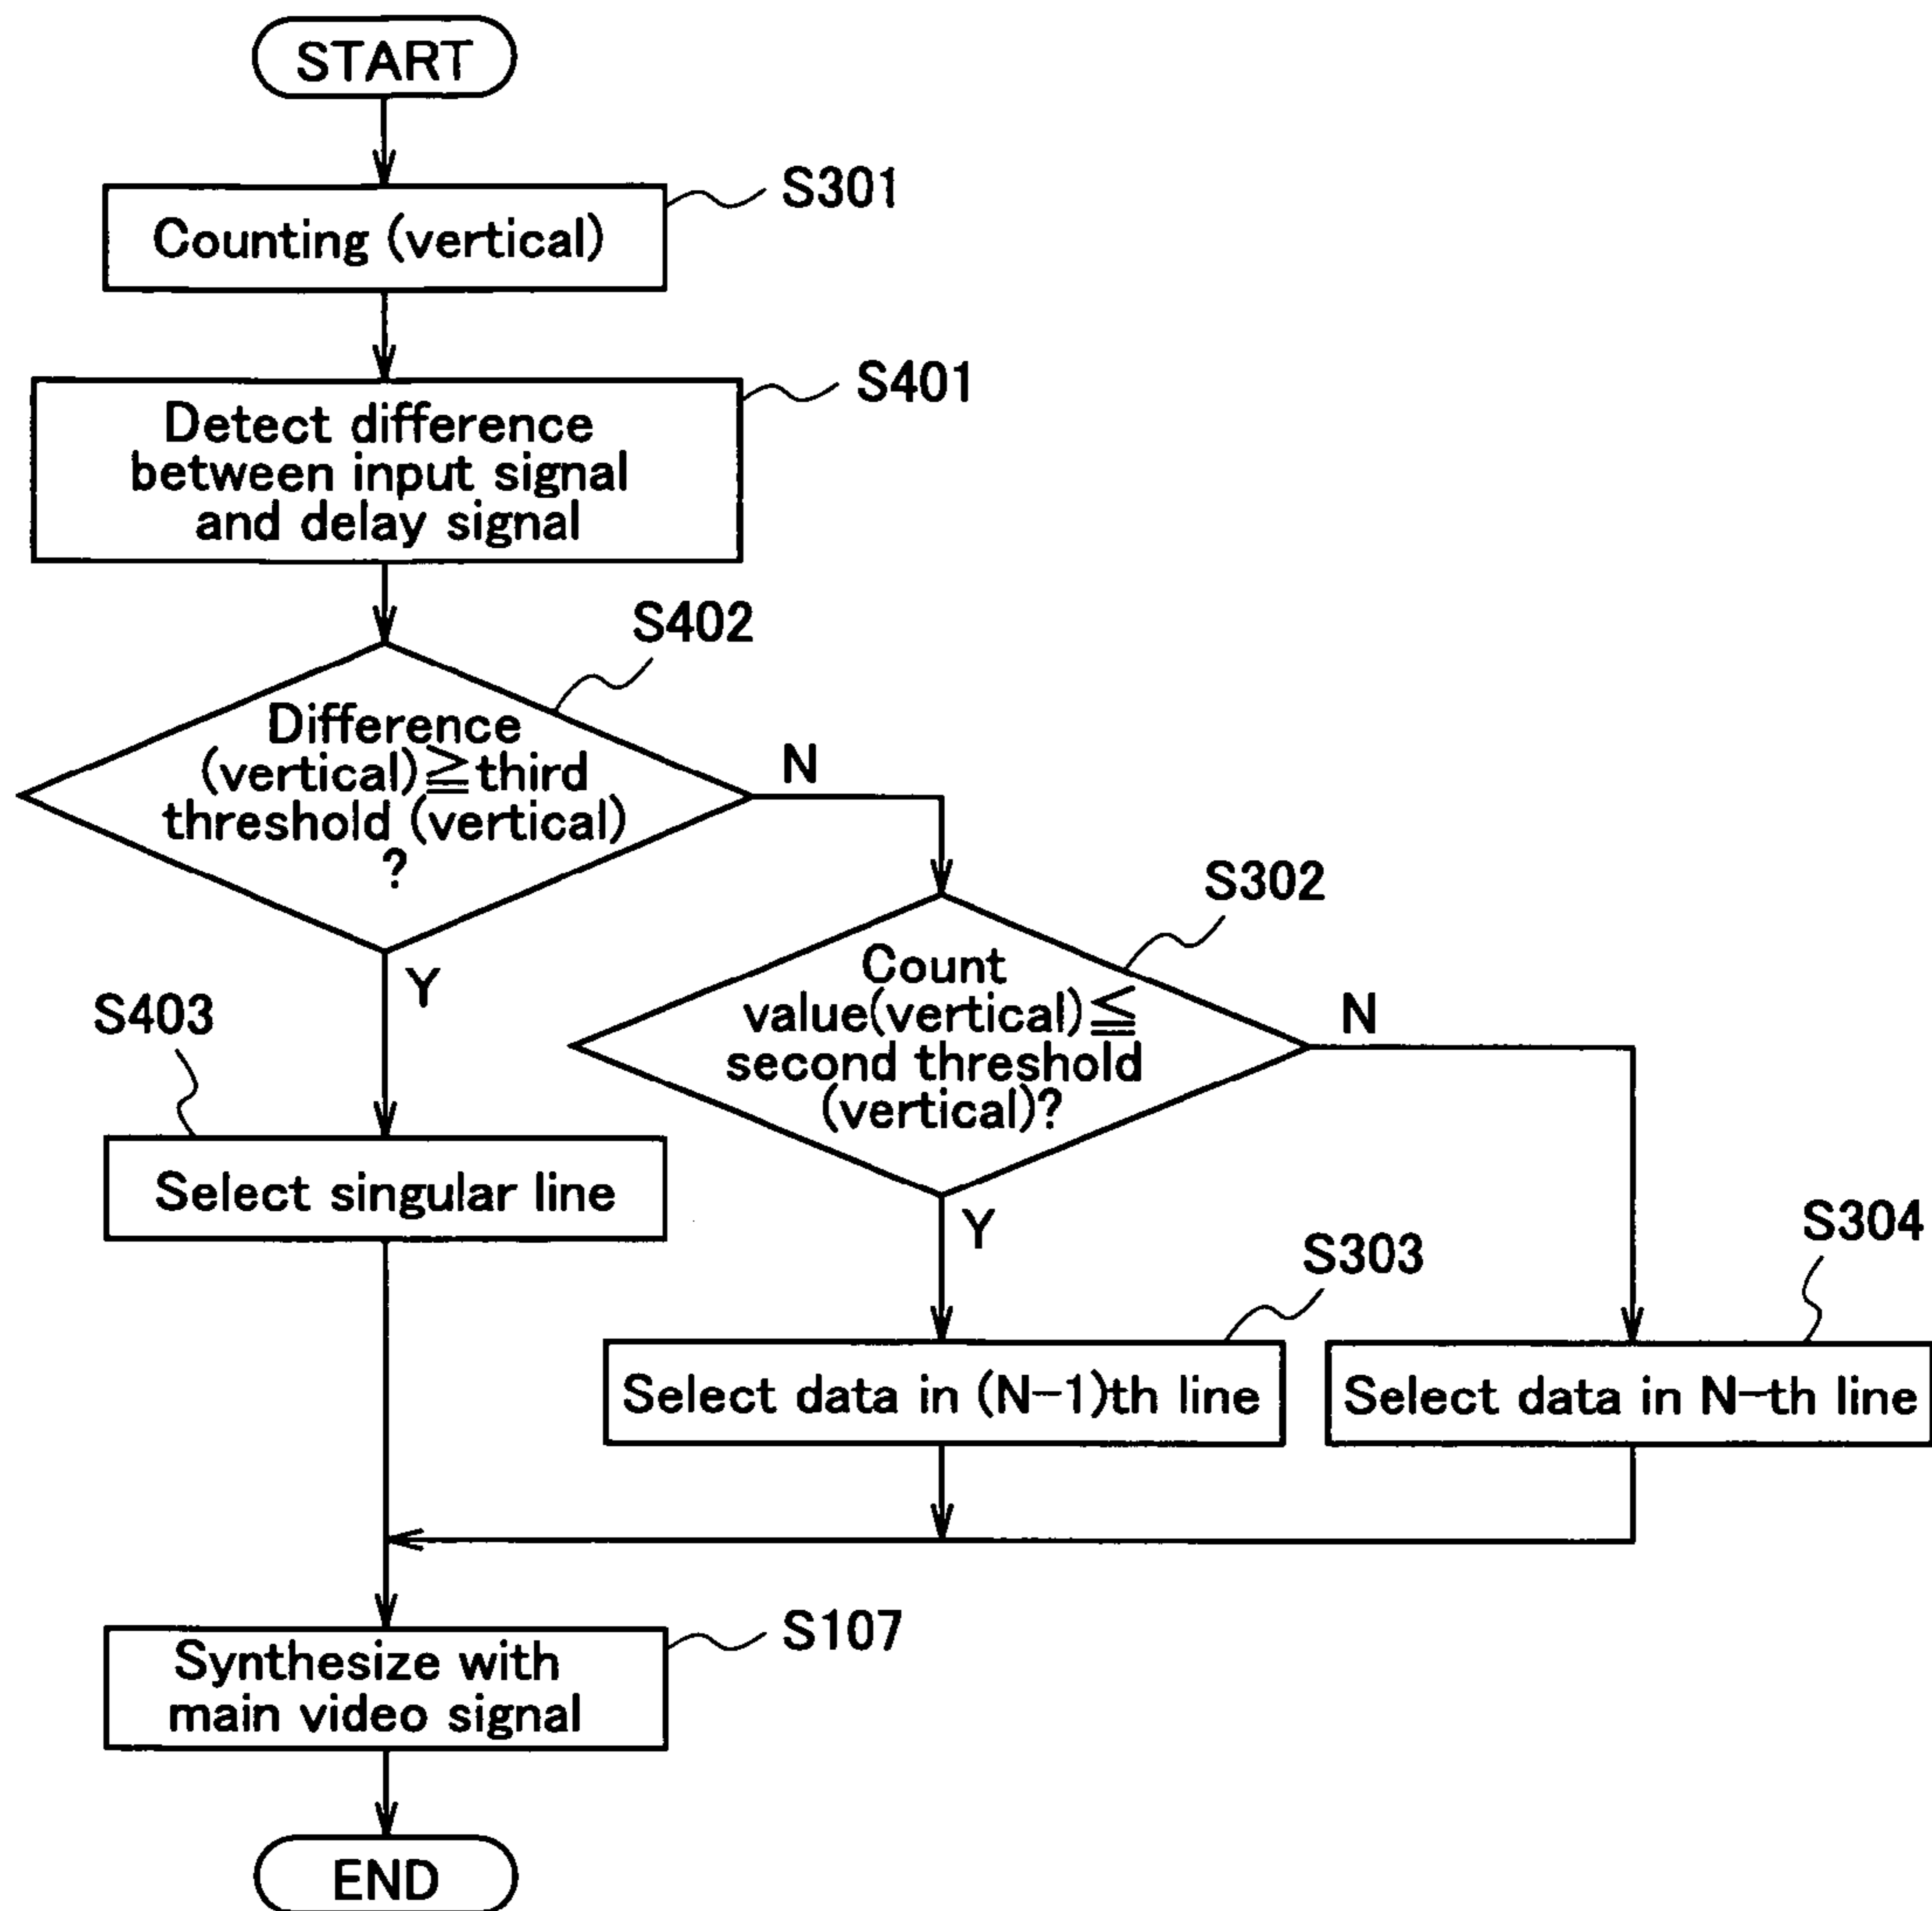 START
S301
Counting (vertical)
S401
Detect difference
between input signal
and delay signal
S402
Difference
(vertical)≧third
threshold (vertical)
?
N
Y
S302
Count
value(vertical)≦
second threshold
(vertical)?
N
Y
S403
Select singular line
S303
Select data in (N-1)th line
S304
Select data in N-th line
S107
Synthesize with
main video signal
END